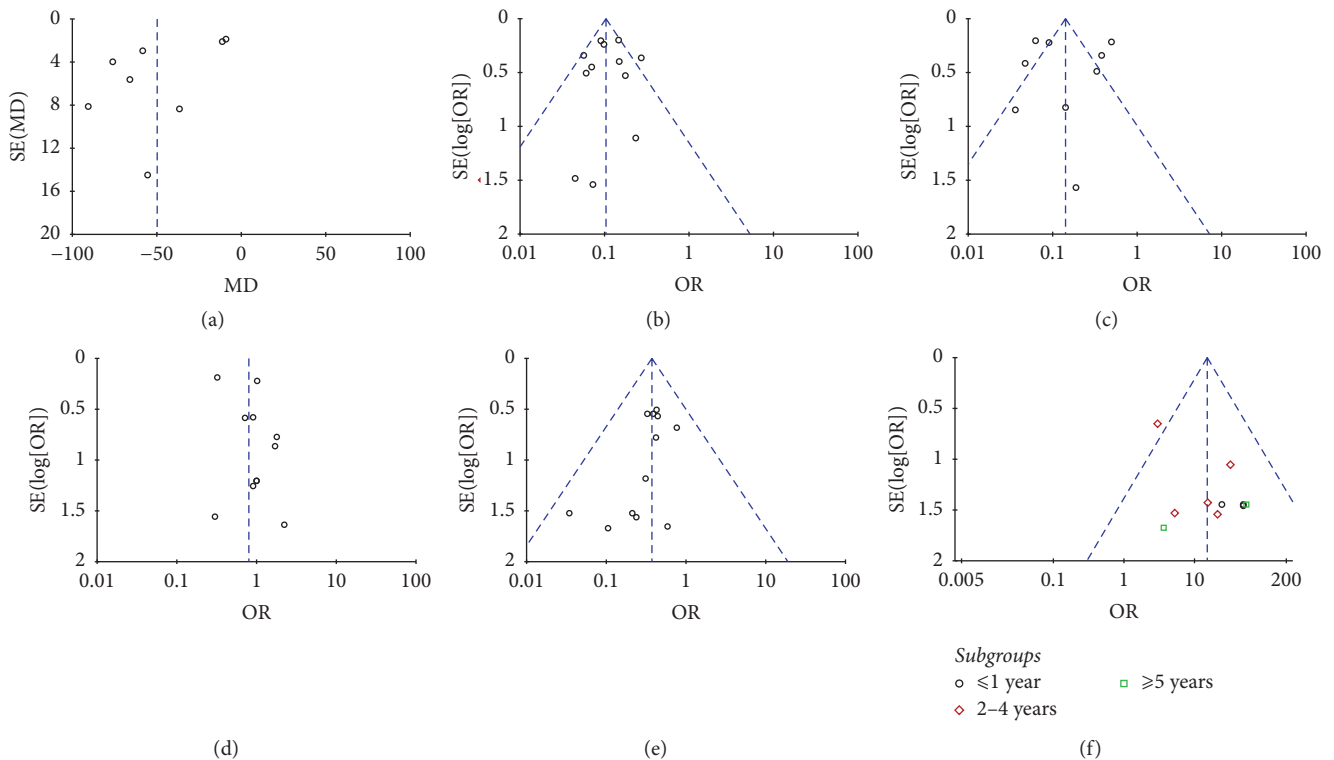 0
4
8
12
16
20
SE(MD)
−100
−50
0
50
100
MD
(a)
0
0.5
1
1.5
2
SE(log[OR])
0.01
0.1
1
10
100
OR
(b)
0
0.5
1
1.5
2
SE(log[OR])
0.01
0.1
1
10
100
OR
(c)
0
0.5
1
1.5
2
SE(log[OR])
0.01
0.1
1
10
100
OR
(d)
0
0.5
1
1.5
2
SE(log[OR])
0.01
0.1
1
10
100
OR
(e)
0
0.5
1
1.5
2
SE(log[OR])
0.005
0.1
1
10
200
OR
Subgroups
⩽1 year
2–4 years
⩾5 years
(f)